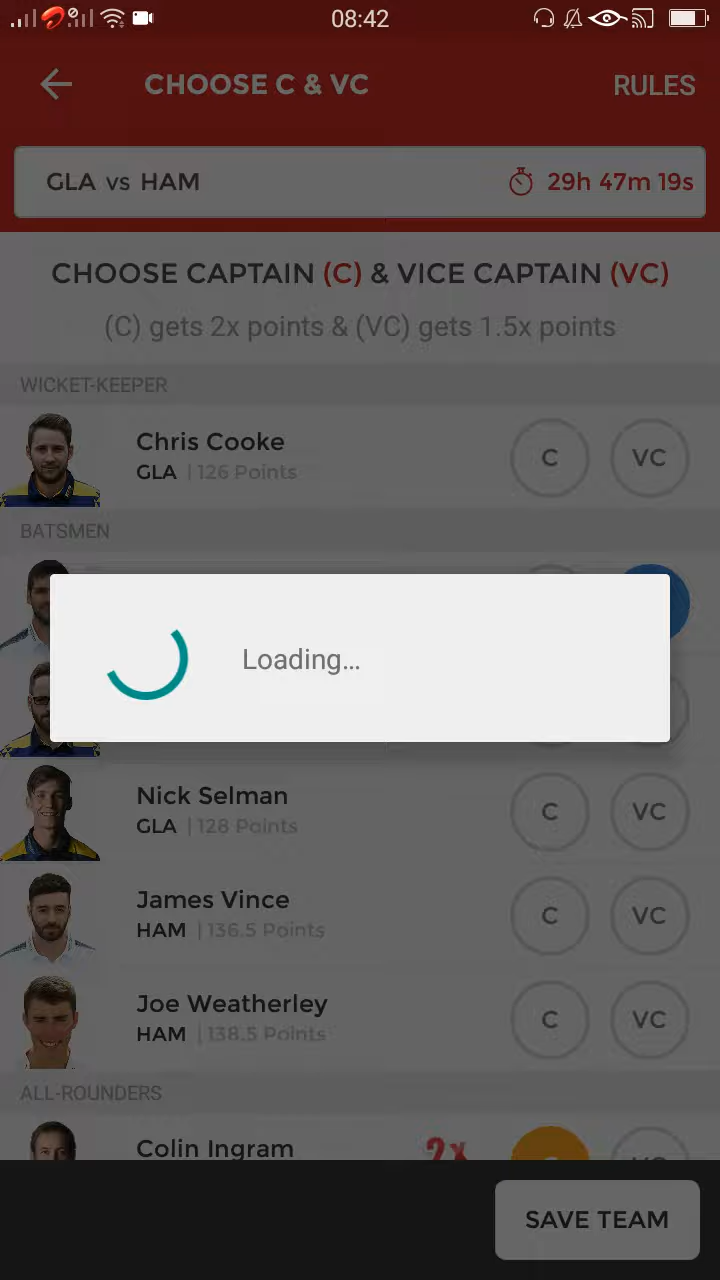 08:42
CHOOSE C & VC RULES
GLA vs HAM 29h 47m 19s
CHOOSE CAPTAIN (C) & VICE CAPTAIN (VC)
(C) gets 2x points & (VC) gets 1.5x points
WICKET-KEEPER
Chris Cooke
GLA | 126 Points
C VC
BATSMEN
Loading...
Nick Selman
GLA | 128 Points
C VC
James Vince
HAM | 136.5 Points
C VC
Joe Weatherley
HAM | 138.5 Points
C VC
ALL-ROUNDERS
Colin Ingram
2x
SAVE TEAM